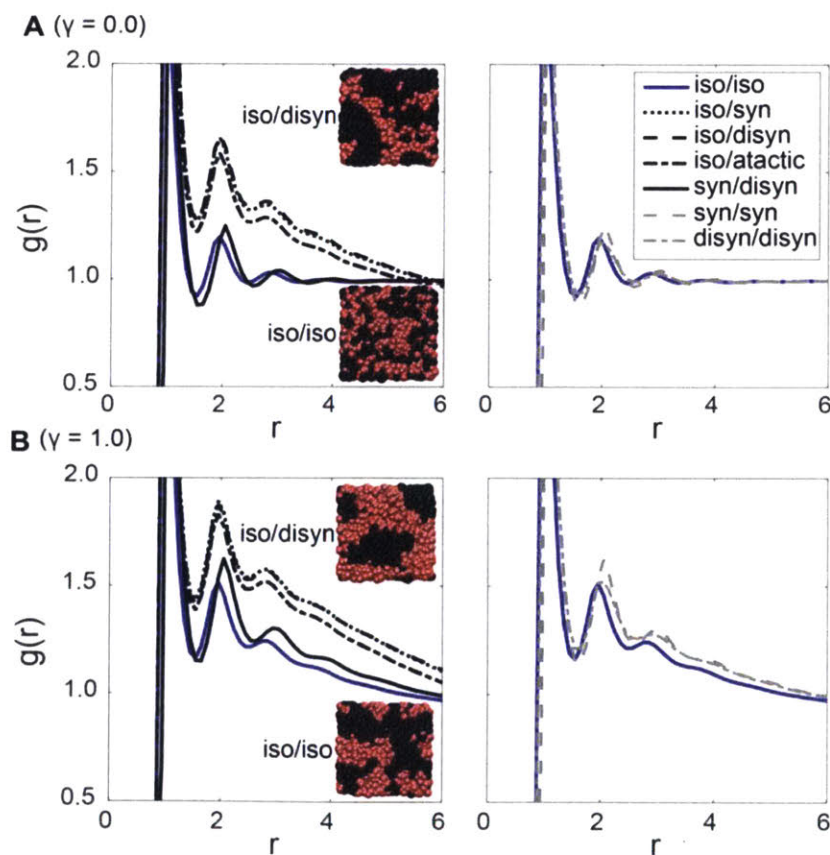 A (γ = 0.0)
2.0
1.5
1.0
0.5
g(r)
iso/disyn
iso/iso
0 2 4 6
r
iso/iso
iso/syn
iso/disyn
iso/atactic
syn/disyn
syn/syn
disyn/disyn
0 2 4 6
r
B (γ = 1.0)
2.0
1.5
1.0
0.5
g(r)
iso/disyn
iso/iso
0 2 4 6
r
0 2 4 6
r